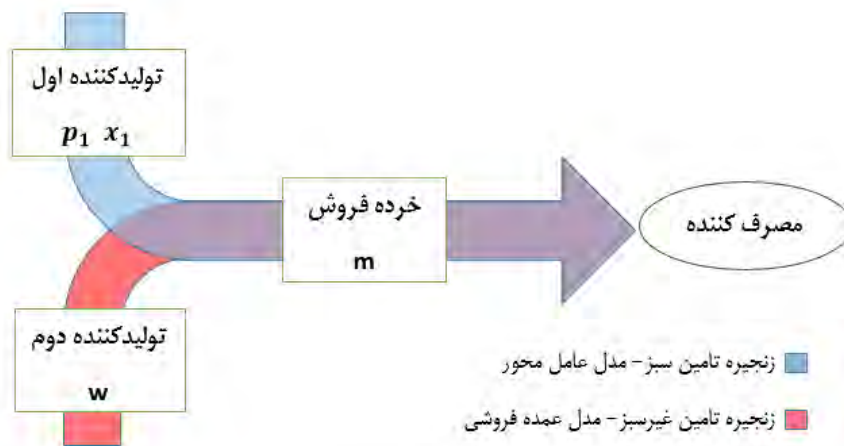 تولیدکننده اول
p₁ x₁
خرده فروش
m
مصرف کننده
تولیدکننده دوم
w
زنجیره تامین سبز - مدل عامل محور
زنجیره تامین غیرسبز - مدل عمده فروشی